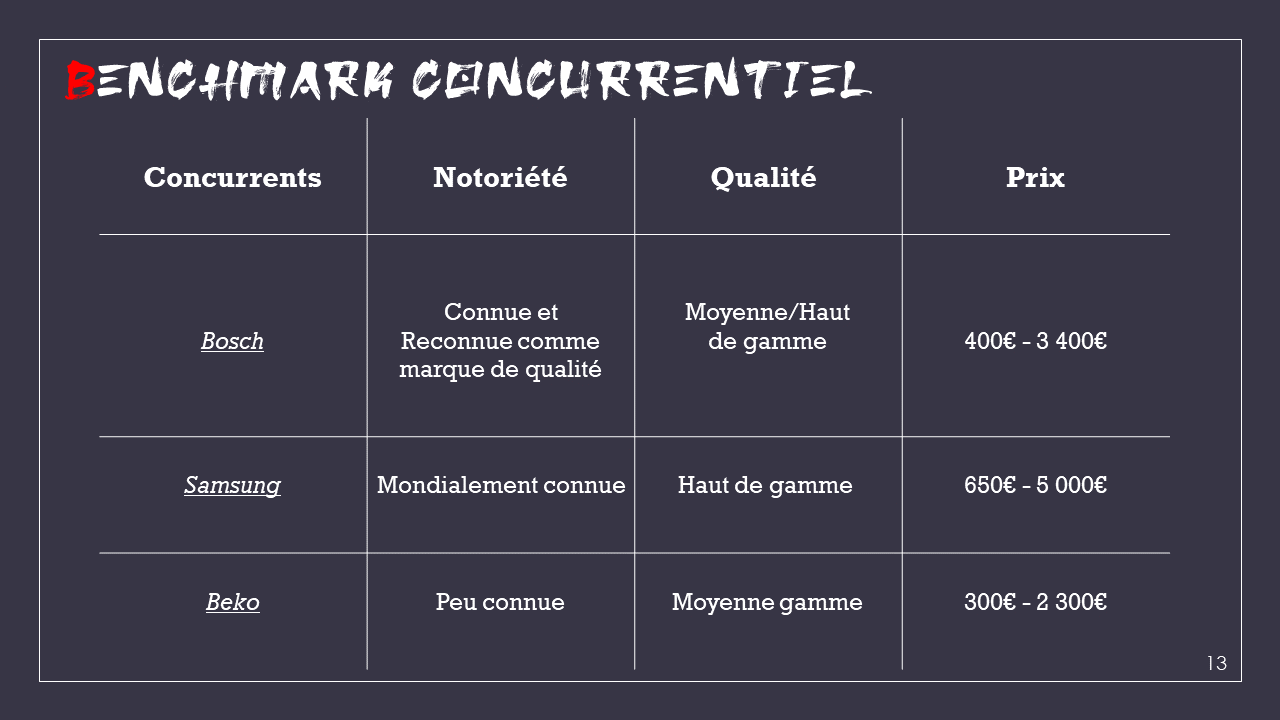 BENCHMARK CONCURRENTIEL
Concurrents Notoriété Qualité Prix
Bosch
Connue et
Reconnue comme
marque de qualité
Moyenne/Haut
de gamme
400€ - 3 400€
Samsung Mondialement connue Haut de gamme 650€ - 5 000€
Beko Peu connue Moyenne gamme 300€ - 2 300€
13